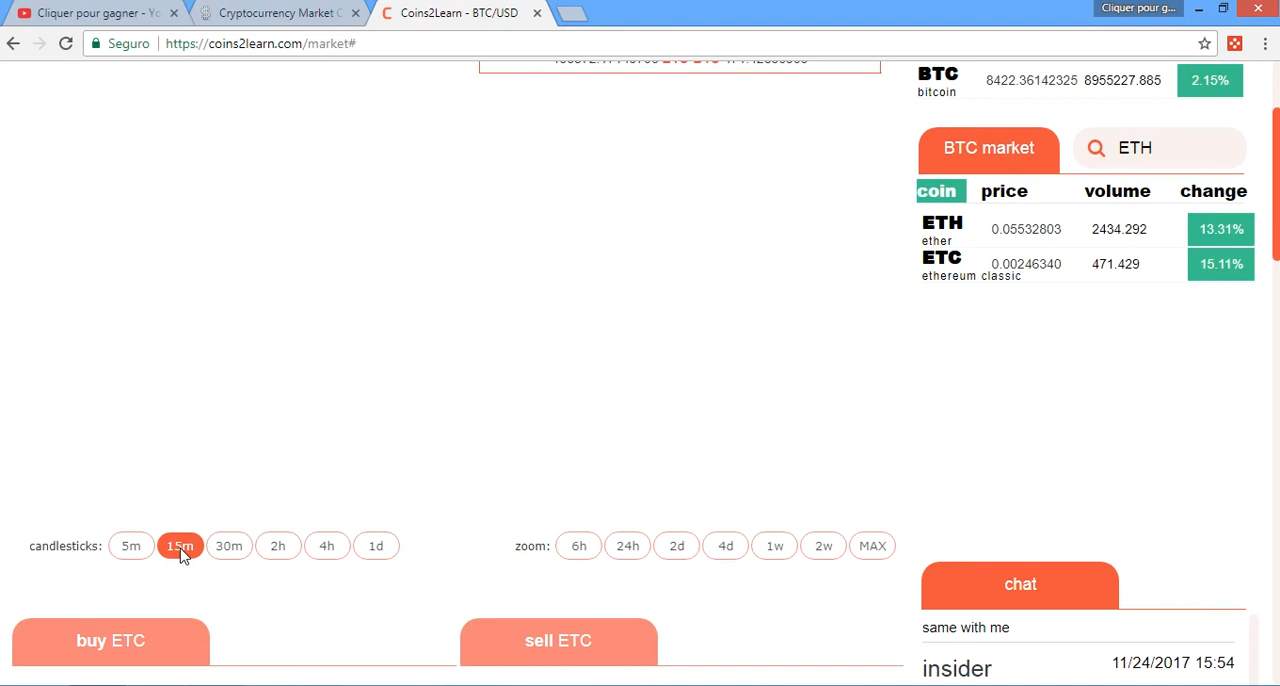 Cliquer pour gagner - Yo
Cryptocurrency Market C
Coins2Learn - BTC/USD
Cliquer pour g...
Seguro
https://coins2learn.com/market#
BTC
bitcoin
8422.36142325
8955227.885
2.15%
BTC market
ETH
coin
price
volume
change
ETH
ether
0.05532803
2434.292
13.31%
ETC
ethereum classic
0.00246340
471.429
15.11%
candlesticks:
5m
15m
30m
2h
4h
1d
zoom:
6h
24h
2d
4d
1w
2w
MAX
buy ETC
sell ETC
chat
same with me
insider
11/24/2017 15:54